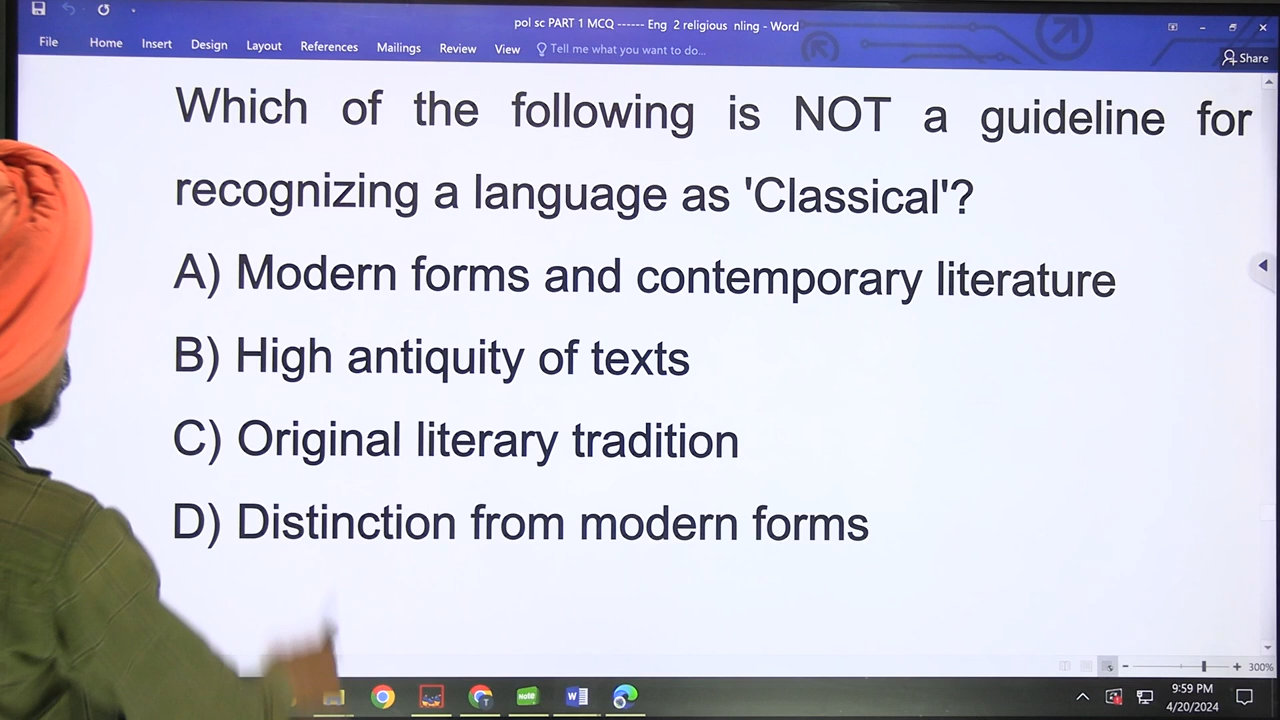 pol sc PART 1 MCQ ------ Eng 2 religious nling - Word
File Home Insert Design Layout References Mailings Review View Tell me what you want to do...
Share
Which of the following is NOT a guideline for
recognizing a language as 'Classical'?
A) Modern forms and contemporary literature
B) High antiquity of texts
C) Original literary tradition
D) Distinction from modern forms
300%
Note
9:59 PM
4/20/2024